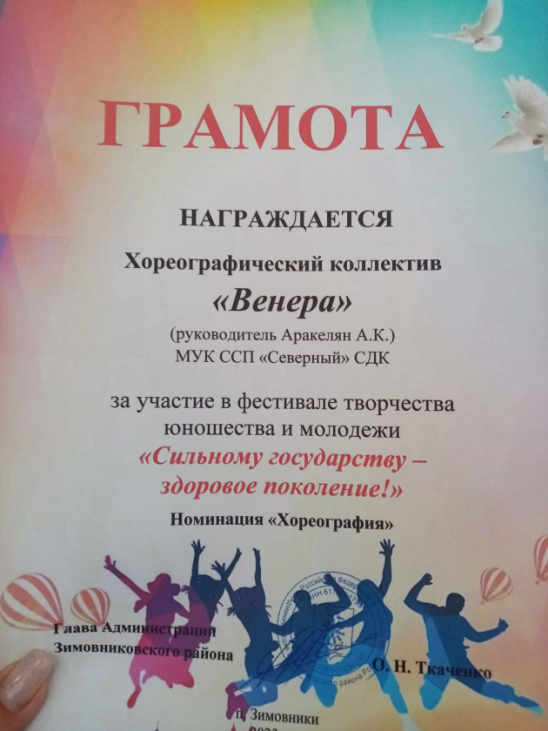 ГРАМОТА
НАГРАЖДАЕТСЯ
Хореографический коллектив
«Венера»
(руководитель Аракелян А.К.)
МУК ССП «Северный» СДК
за участие в фестивале творчества
юношества и молодежи
«Сильному государству –
здоровое поколение!»
Номинация «Хореография»
Глава Администрации
Зимовниковского района
О. Н. Ткаченко
п. Зимовники